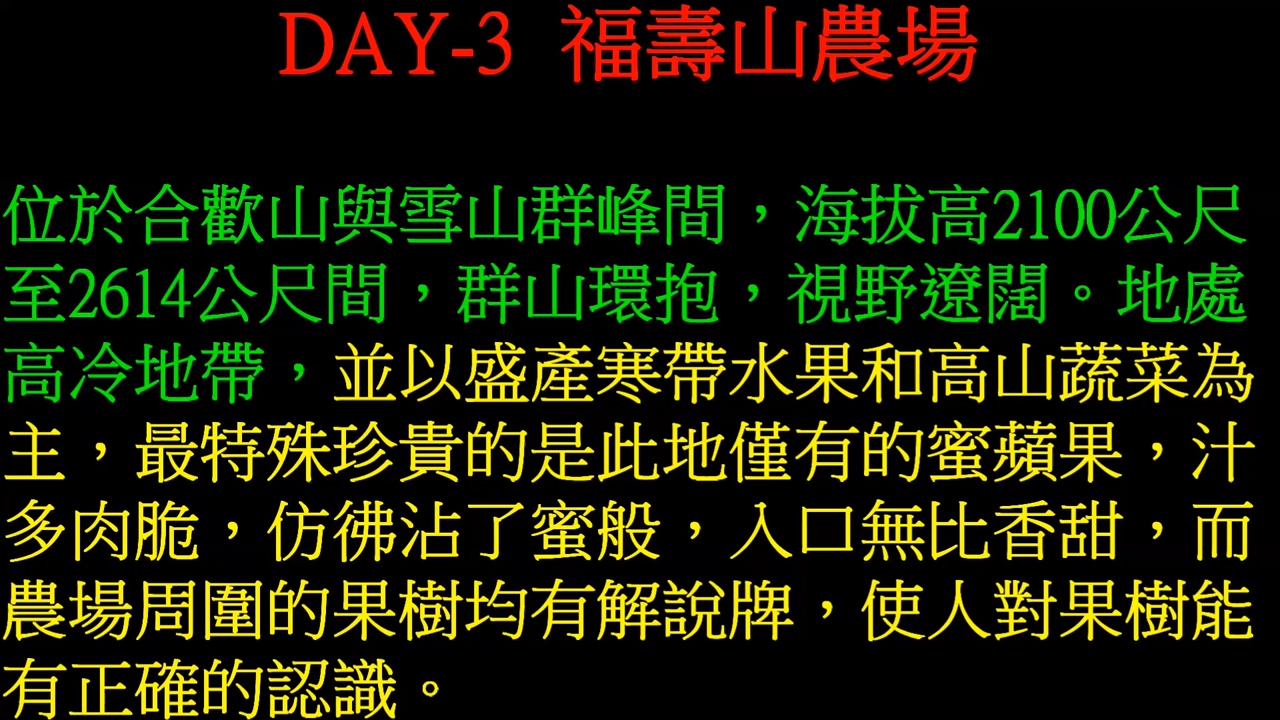 DAY-3 福壽山農場
位於合歡山與雪山群峰間，海拔高2100公尺
至2614公尺間，群山環抱，視野遼闊。地處
高冷地帶，並以盛產寒帶水果和高山蔬菜為
主，最特殊珍貴的是此地僅有的蜜蘋果，汁
多肉脆，仿彿沾了蜜般，入口無比香甜，而
農場周圍的果樹均有解說牌，使人對果樹能
有正確的認識。